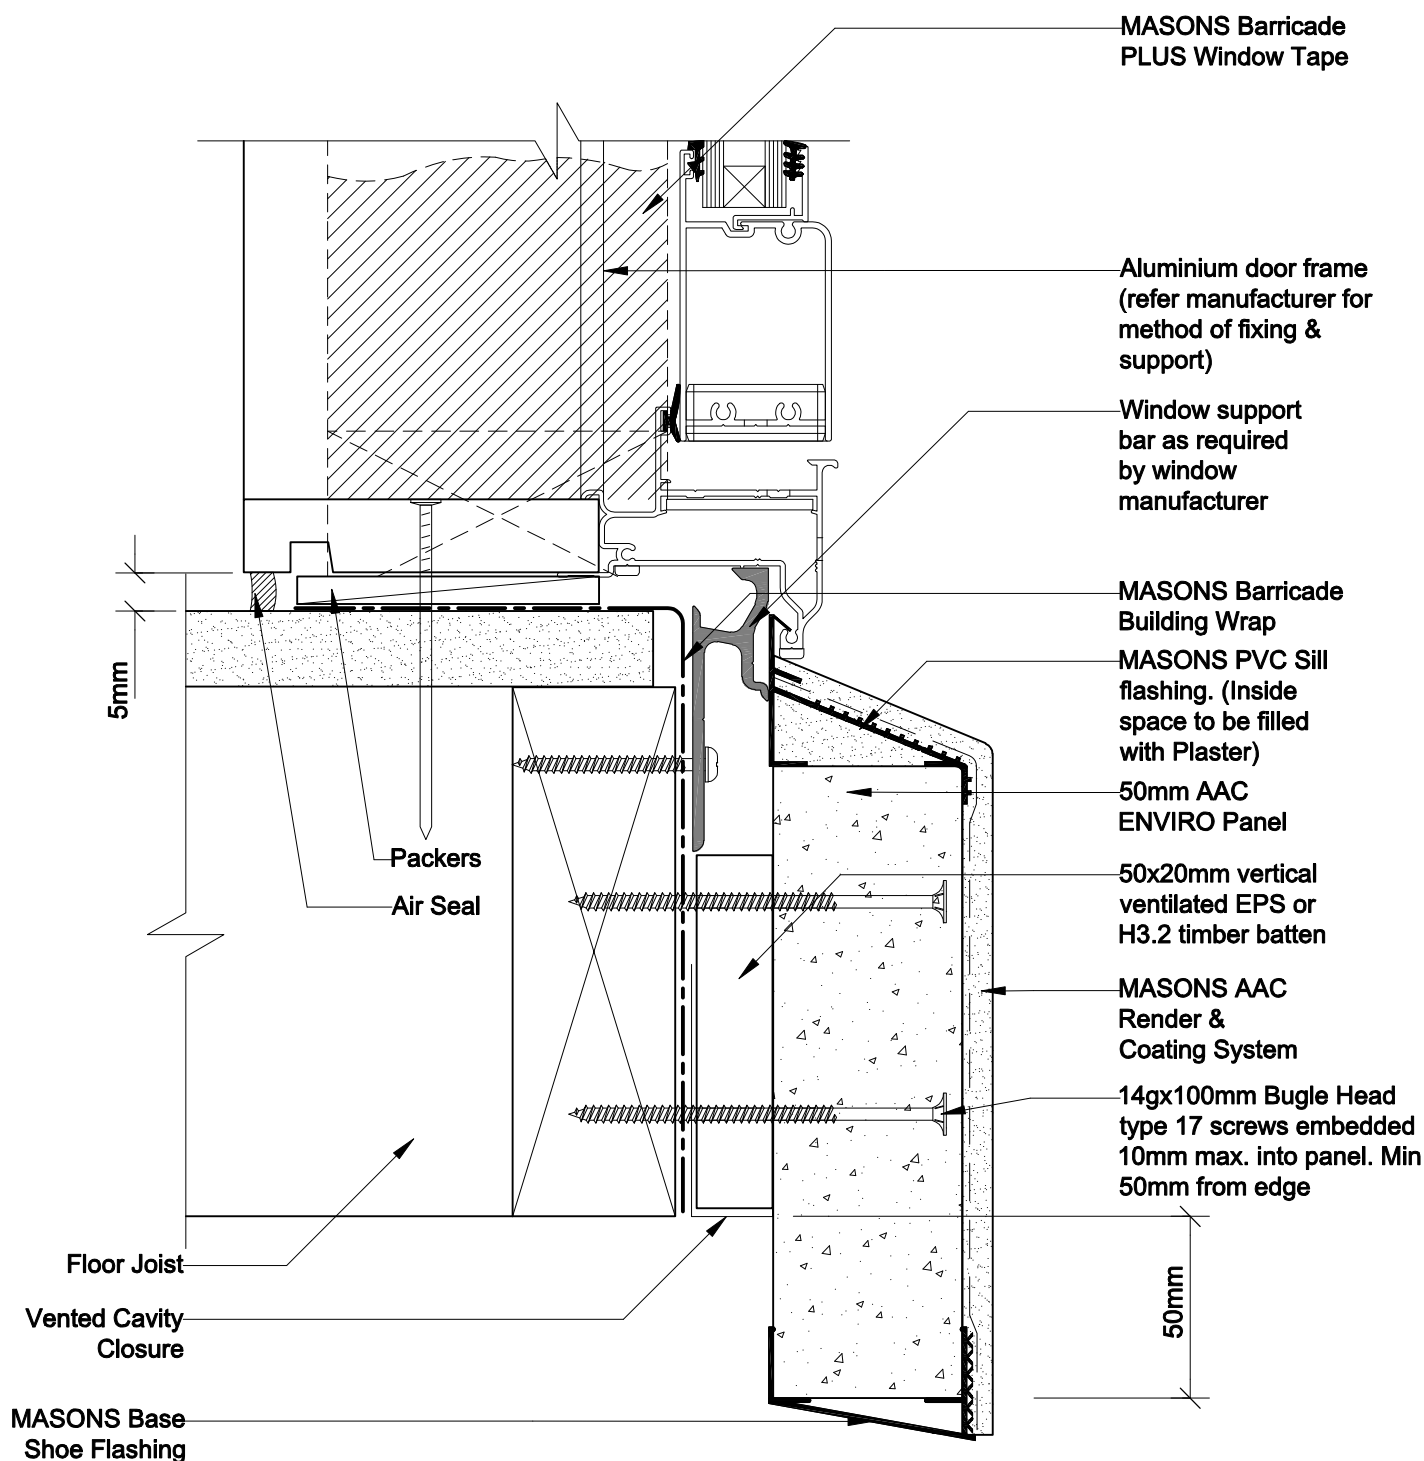 MASONS Barricade
PLUS Window Tape
Aluminium door frame
(refer manufacturer for
method of fixing &
support)
Window support
bar as required
by window
manufacturer
MASONS Barricade
Building Wrap
MASONS PVC Sill
flashing. (Inside
space to be filled
with Plaster)
50mm AAC
ENVIRO Panel
50x20mm vertical
ventilated EPS or
H3.2 timber batten
MASONS AAC
Render &
Coating System
14gx100mm Bugle Head
type 17 screws embedded
10mm max. into panel. Min
50mm from edge
5mm
Packers
Air Seal
Floor Joist
Vented Cavity
Closure
MASONS Base
Shoe Flashing
50mm